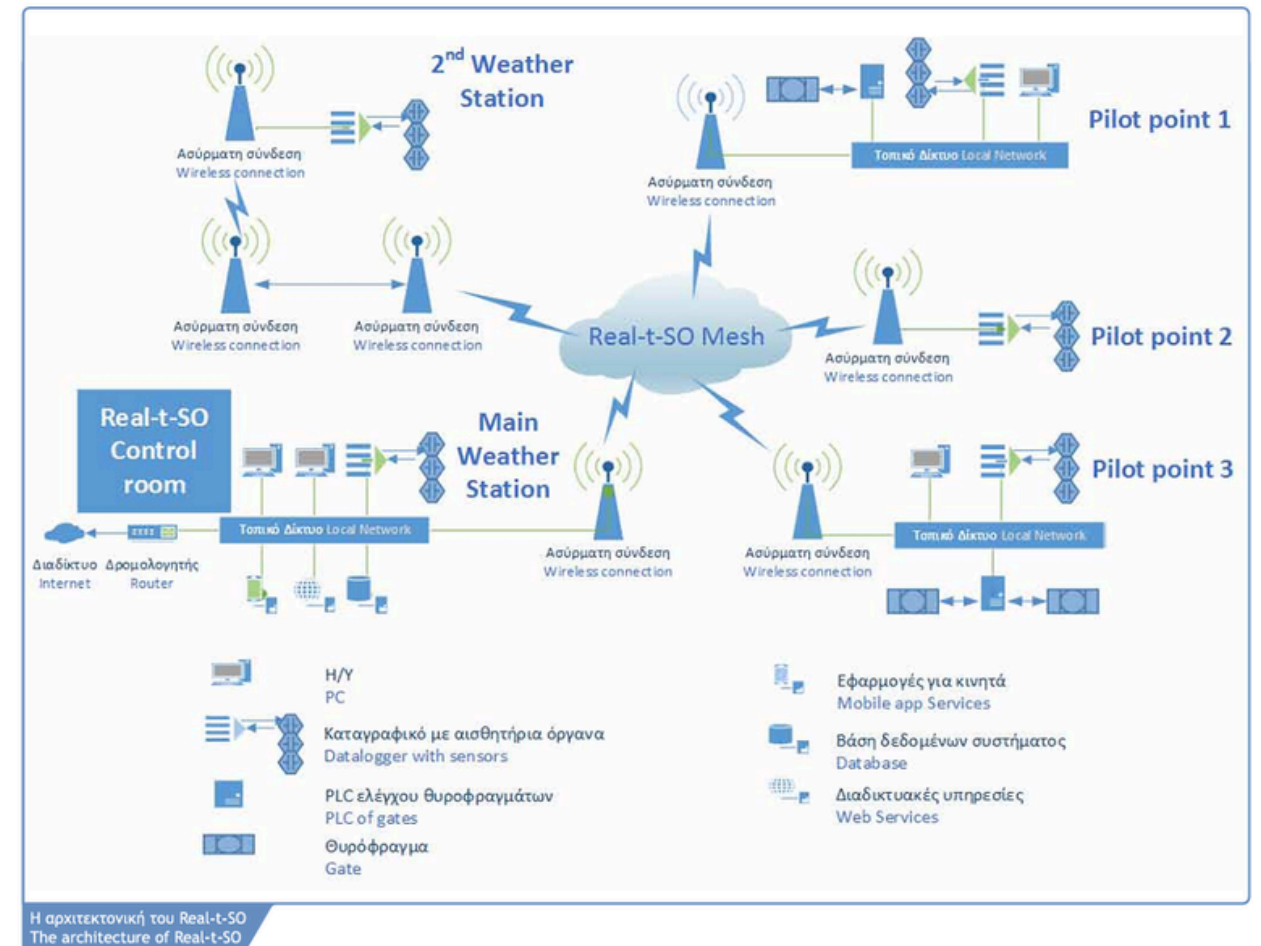 2nd Weather
Station
Ασύρματη σύνδεση
Wireless connection
Pilot point 1
Τοπικό Δίκτυο Local Network
Ασύρματη σύνδεση
Wireless connection
Ασύρματη σύνδεση
Wireless connection
Ασύρματη σύνδεση
Wireless connection
Real-t-SO Mesh
Ασύρματη σύνδεση
Wireless connection
Pilot point 2
Real-t-SO
Control
room
Main
Weather
Station
Τοπικό Δίκτυο Local Network
Διαδίκτυο
Internet
Δρομολογητής
Router
Ασύρματη σύνδεση
Wireless connection
Ασύρματη σύνδεση
Wireless connection
Pilot point 3
Τοπικό Δίκτυο Local Network
Η/Υ
PC
Καταγραφικό με αισθητήρια όργανα
Datalogger with sensors
PLC ελέγχου θυροφραγμάτων
PLC of gates
Θυρόφραγμα
Gate
Εφαρμογές για κινητά
Mobile app Services
Βάση δεδομένων συστήματος
Database
Διαδικτυακές υπηρεσίες
Web Services
Η αρχιτεκτονική του Real-t-SO
The architecture of Real-t-SO